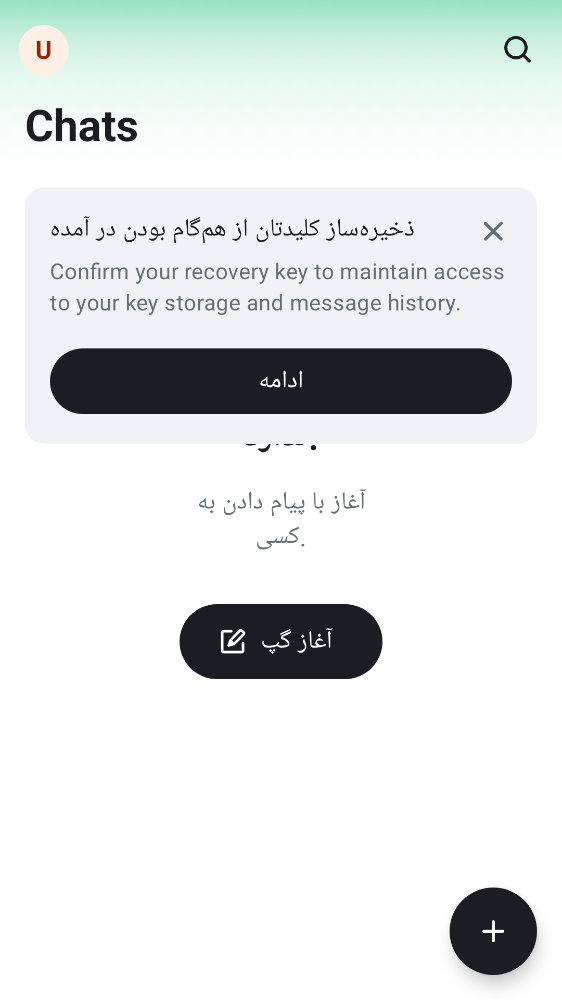 U
Chats
ذخیره‌ساز کلیدتان از هم‌گام بودن در آمده
Confirm your recovery key to maintain access
to your key storage and message history.
ادامه
آغاز با پیام دادن به
کسی.
آغاز گپ